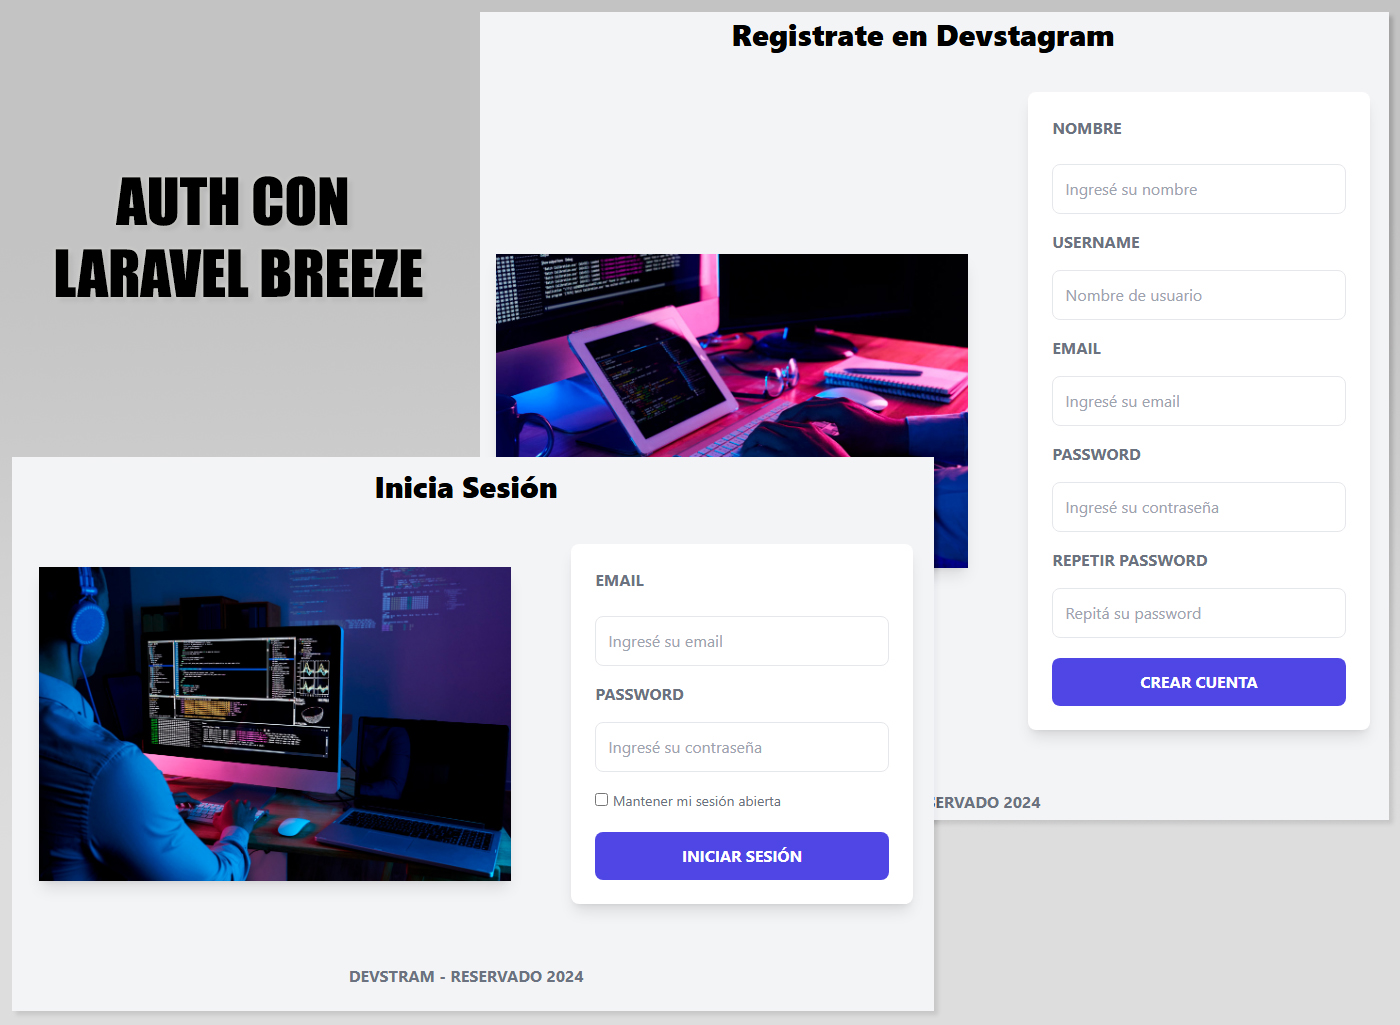 AUTH CON
LARAVEL BREEZE
Registrate en Devstagram
NOMBRE
Ingresé su nombre
USERNAME
Nombre de usuario
EMAIL
Ingresé su email
PASSWORD
Ingresé su contraseña
REPETIR PASSWORD
Repitá su password
CREAR CUENTA
SERVADO 2024
Inicia Sesión
EMAIL
Ingresé su email
PASSWORD
Ingresé su contraseña
Mantener mi sesión abierta
INICIAR SESIÓN
DEVSTRAM - RESERVADO 2024